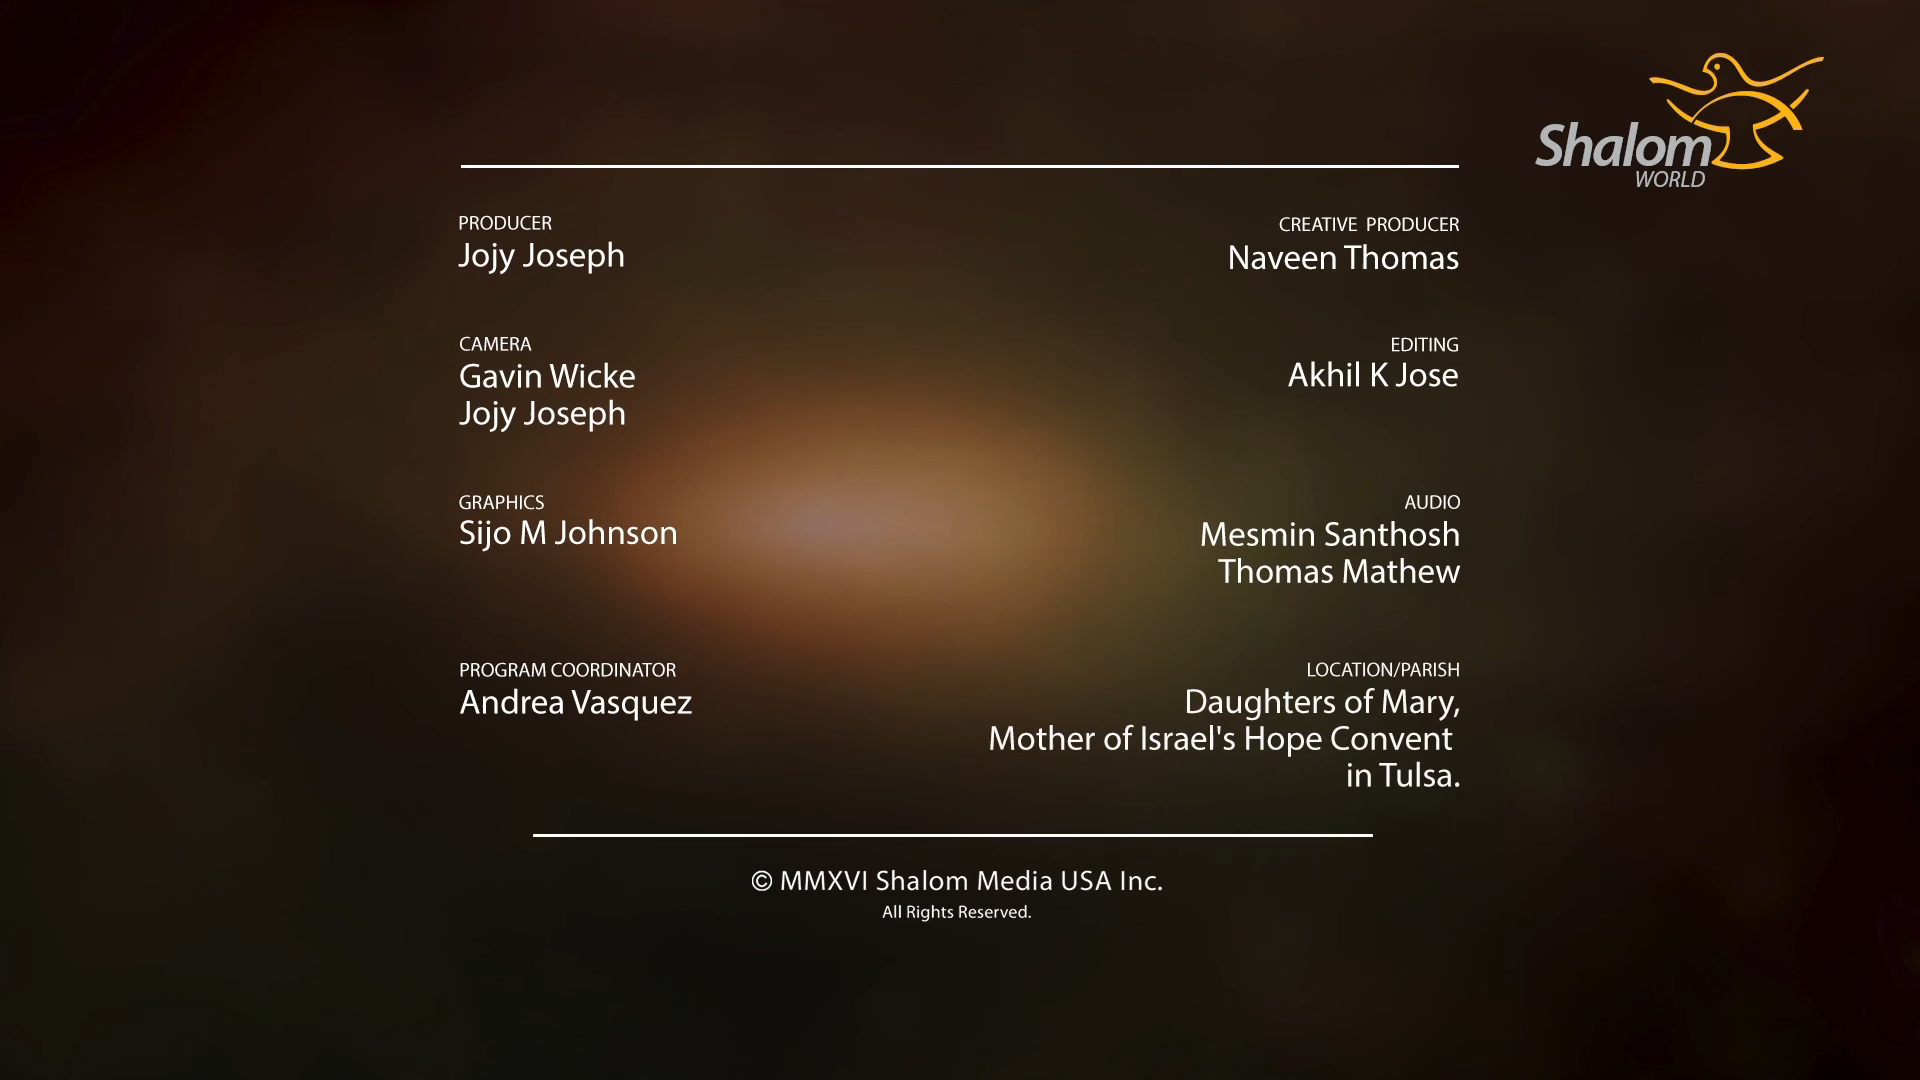 Shalom
WORLD
PRODUCER
Jojy Joseph
CREATIVE PRODUCER
Naveen Thomas
CAMERA
Gavin Wicke
Jojy Joseph
EDITING
Akhil K Jose
GRAPHICS
Sijo M Johnson
AUDIO
Mesmin Santhosh
Thomas Mathew
PROGRAM COORDINATOR
Andrea Vasquez
LOCATION/PARISH
Daughters of Mary,
Mother of Israel's Hope Convent
in Tulsa.
© MMXVI Shalom Media USA Inc.
All Rights Reserved.